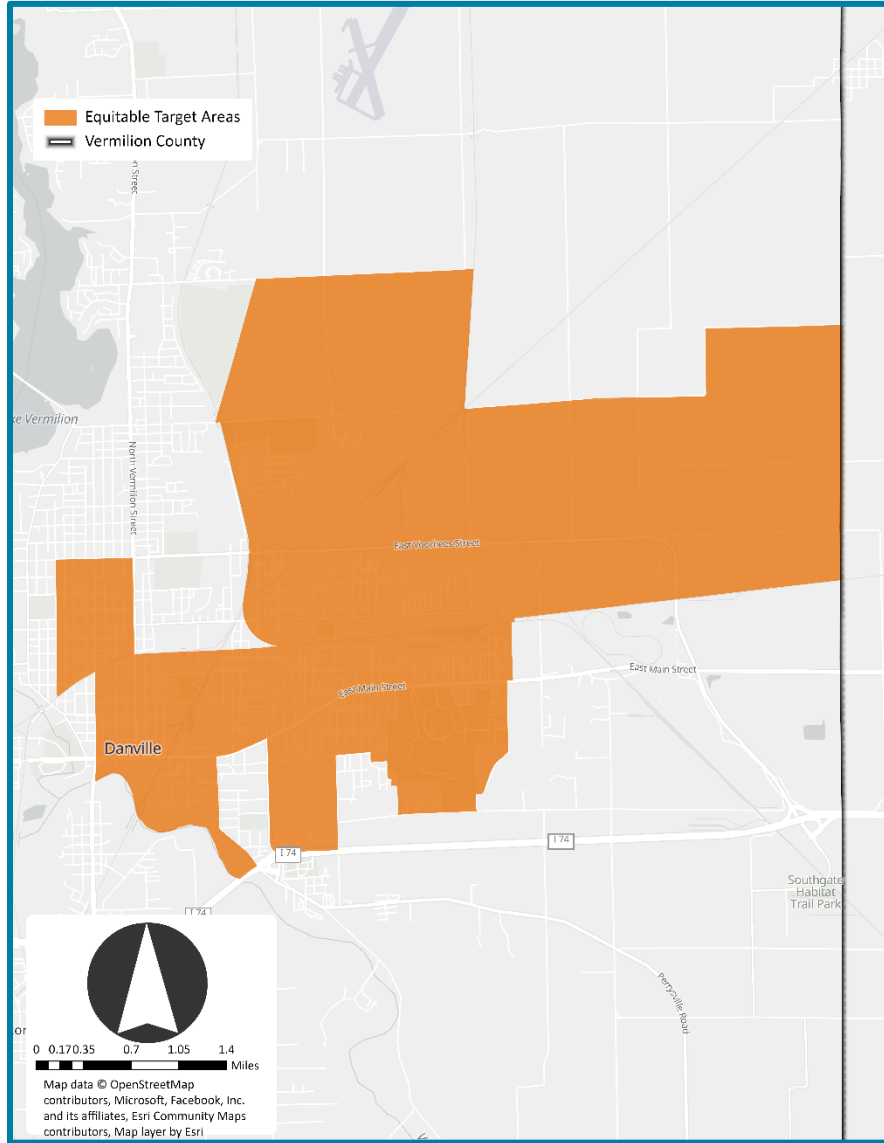 Equitable Target Areas
Vermilion County
Street
ke Vermilion
North Vermilion Street
East Voorhees Street
East Main Street
East Main Street
Danville
I 74
I 74
I 74
Southgate
Habitat
Trail Park
Perrysville Road
0 0.17 0.35 0.7 1.05 1.4
Miles
Map data © OpenStreetMap
contributors, Microsoft, Facebook, Inc.
and its affiliates, Esri Community Maps
contributors, Map layer by Esri